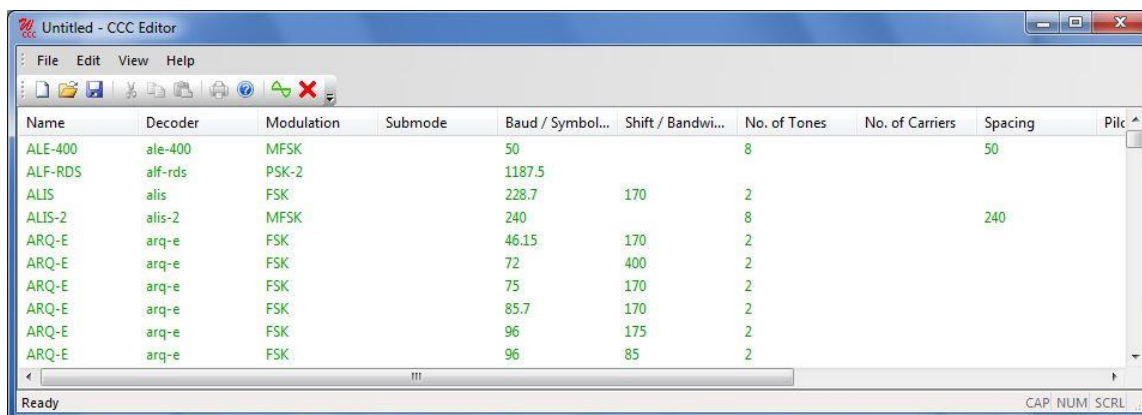 Untitled - CCC Editor
File Edit View Help
Name Decoder Modulation Submode Baud / Symbol... Shift / Bandwi... No. of Tones No. of Carriers Spacing
ALE-400 ale-400 MFSK 50 8 50
ALF-RDS alf-rds PSK-2 1187.5
ALIS alis FSK 228.7 170 2
ALIS-2 alis-2 MFSK 240 8 240
ARQ-E arq-e FSK 46.15 170 2
ARQ-E arq-e FSK 72 400 2
ARQ-E arq-e FSK 75 170 2
ARQ-E arq-e FSK 85.7 170 2
ARQ-E arq-e FSK 96 175 2
ARQ-E arq-e FSK 96 85 2
Ready CAP NUM SCRL